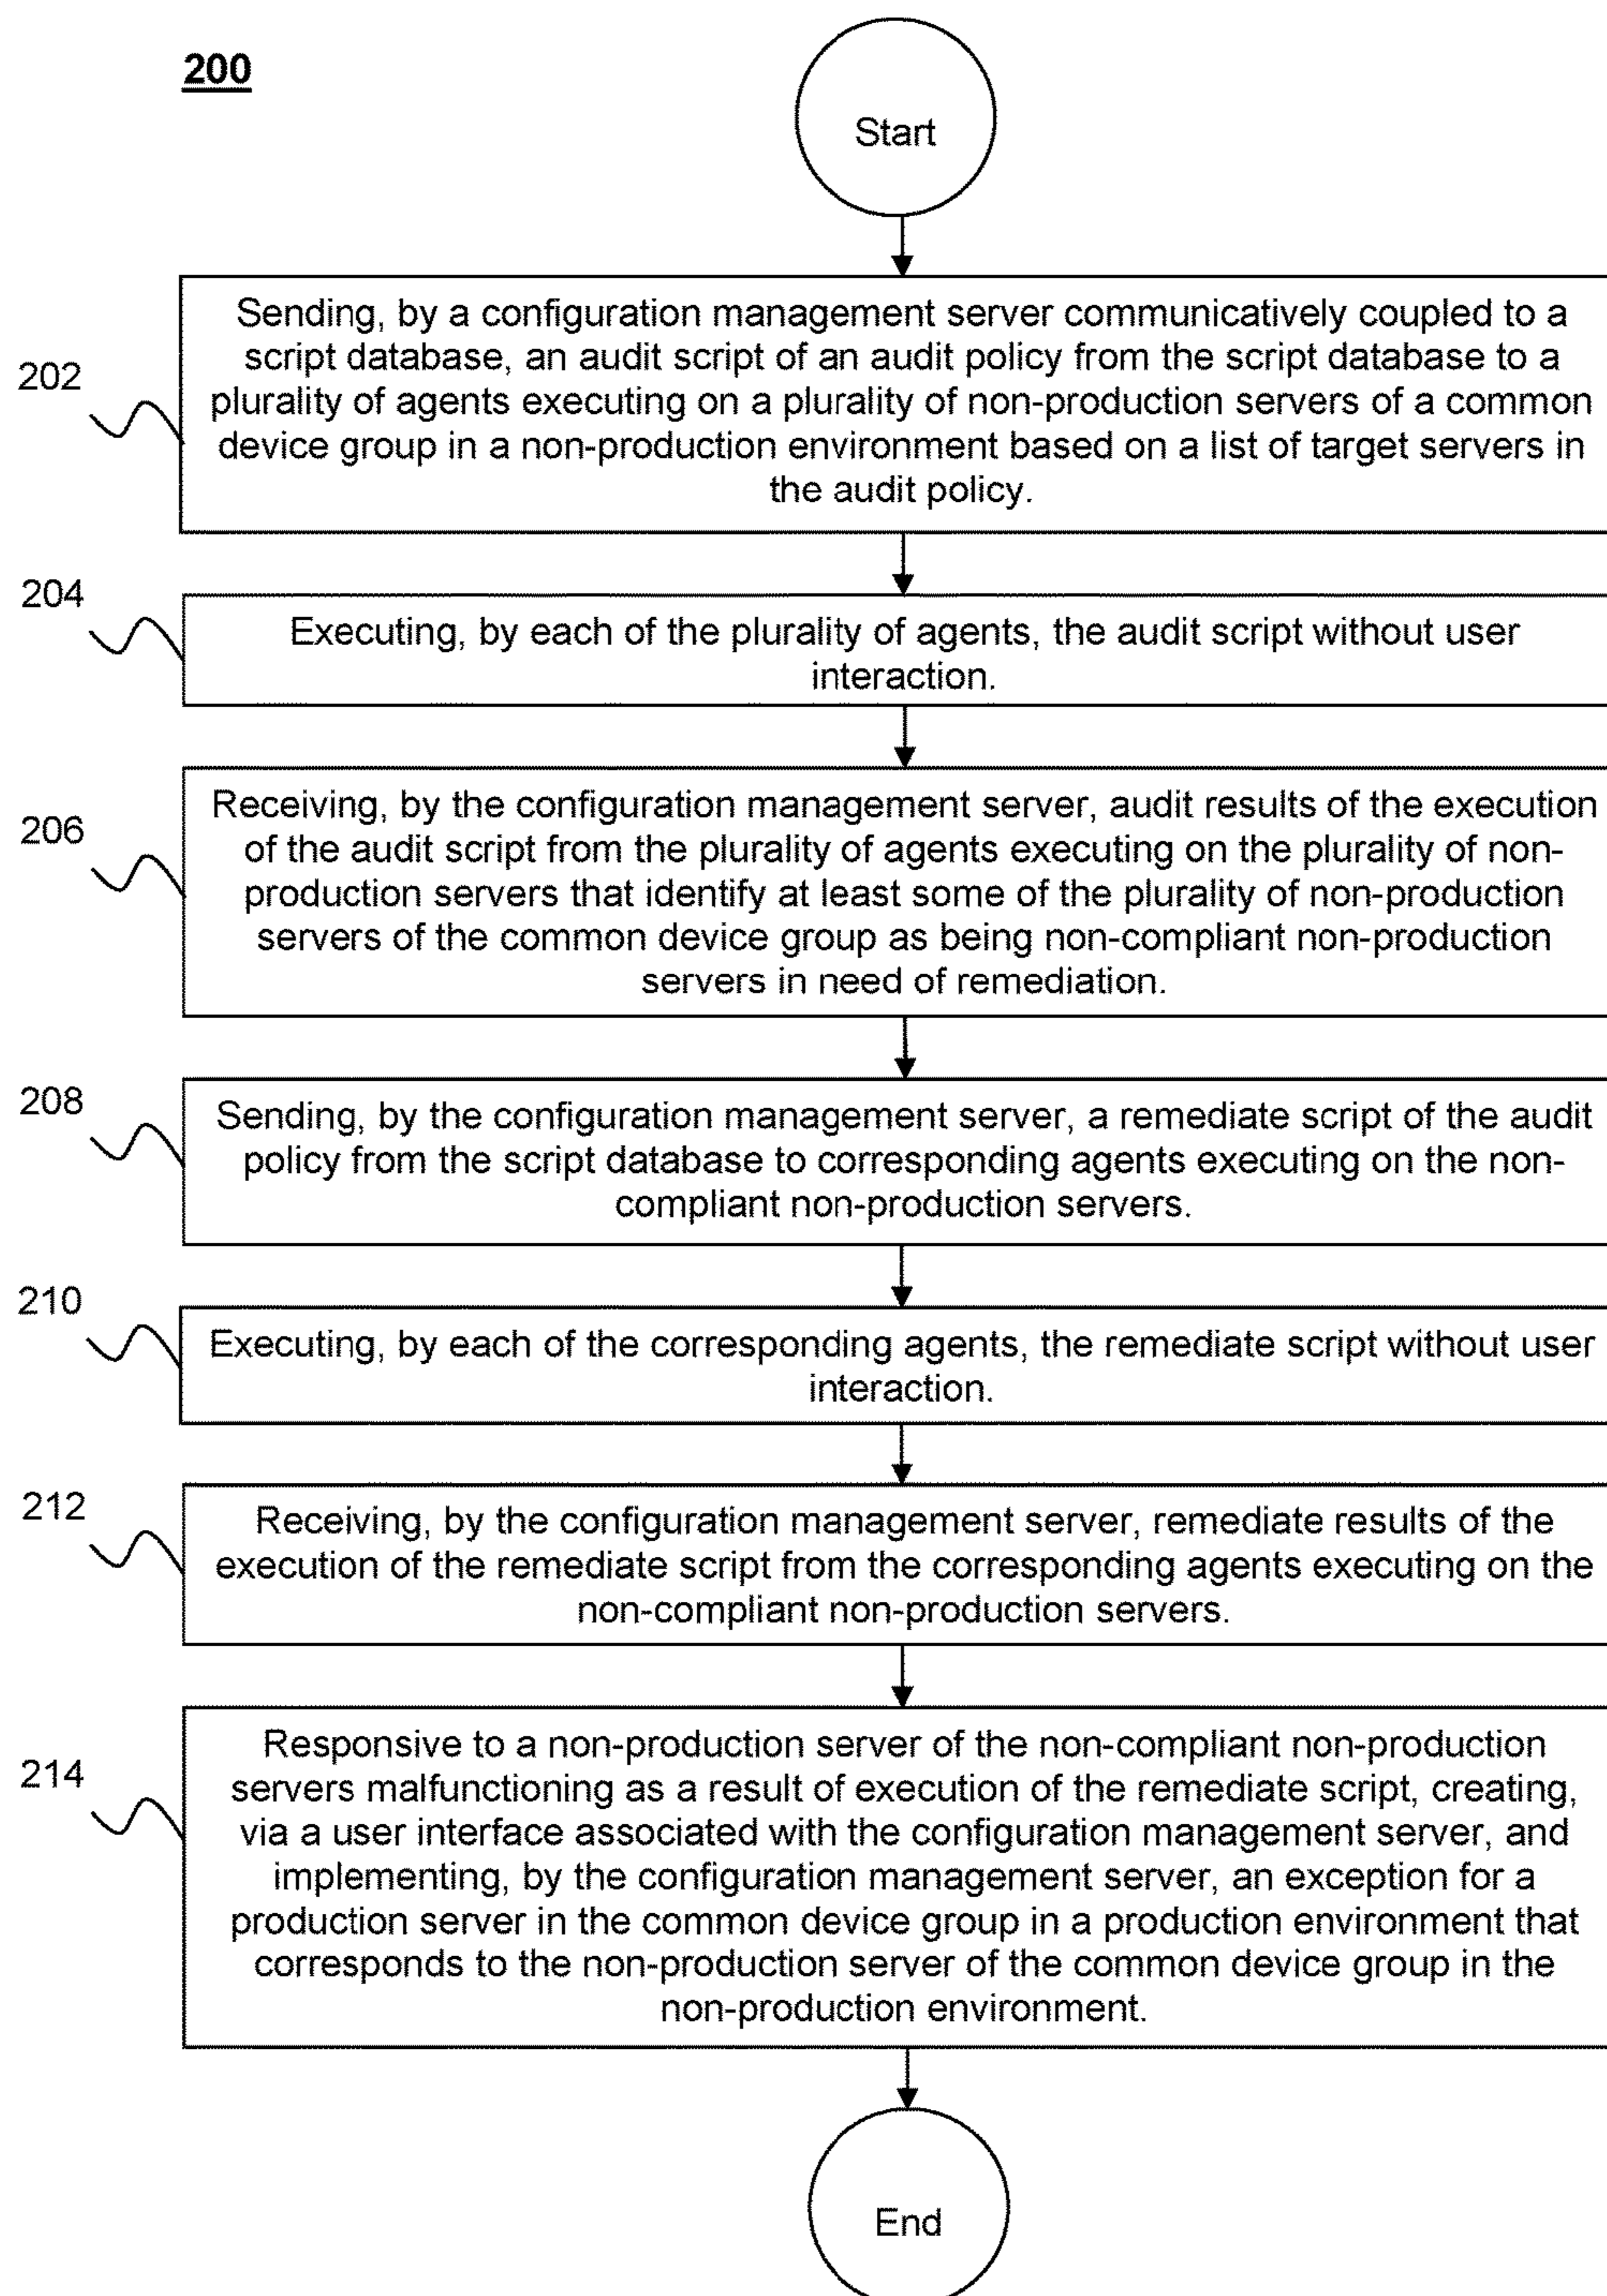 200
Start
202
Sending, by a configuration management server communicatively coupled to a
script database, an audit script of an audit policy from the script database to a
plurality of agents executing on a plurality of non-production servers of a common
device group in a non-production environment based on a list of target servers in
the audit policy.
204
Executing, by each of the plurality of agents, the audit script without user
interaction.
206
Receiving, by the configuration management server, audit results of the execution
of the audit script from the plurality of agents executing on the plurality of non-
production servers that identify at least some of the plurality of non-production
servers of the common device group as being non-compliant non-production
servers in need of remediation.
208
Sending, by the configuration management server, a remediate script of the audit
policy from the script database to corresponding agents executing on the non-
compliant non-production servers.
210
Executing, by each of the corresponding agents, the remediate script without user
interaction.
212
Receiving, by the configuration management server, remediate results of the
execution of the remediate script from the corresponding agents executing on the
non-compliant non-production servers.
214
Responsive to a non-production server of the non-compliant non-production
servers malfunctioning as a result of execution of the remediate script, creating,
via a user interface associated with the configuration management server, and
implementing, by the configuration management server, an exception for a
production server in the common device group in a production environment that
corresponds to the non-production server of the common device group in the
non-production environment.
End